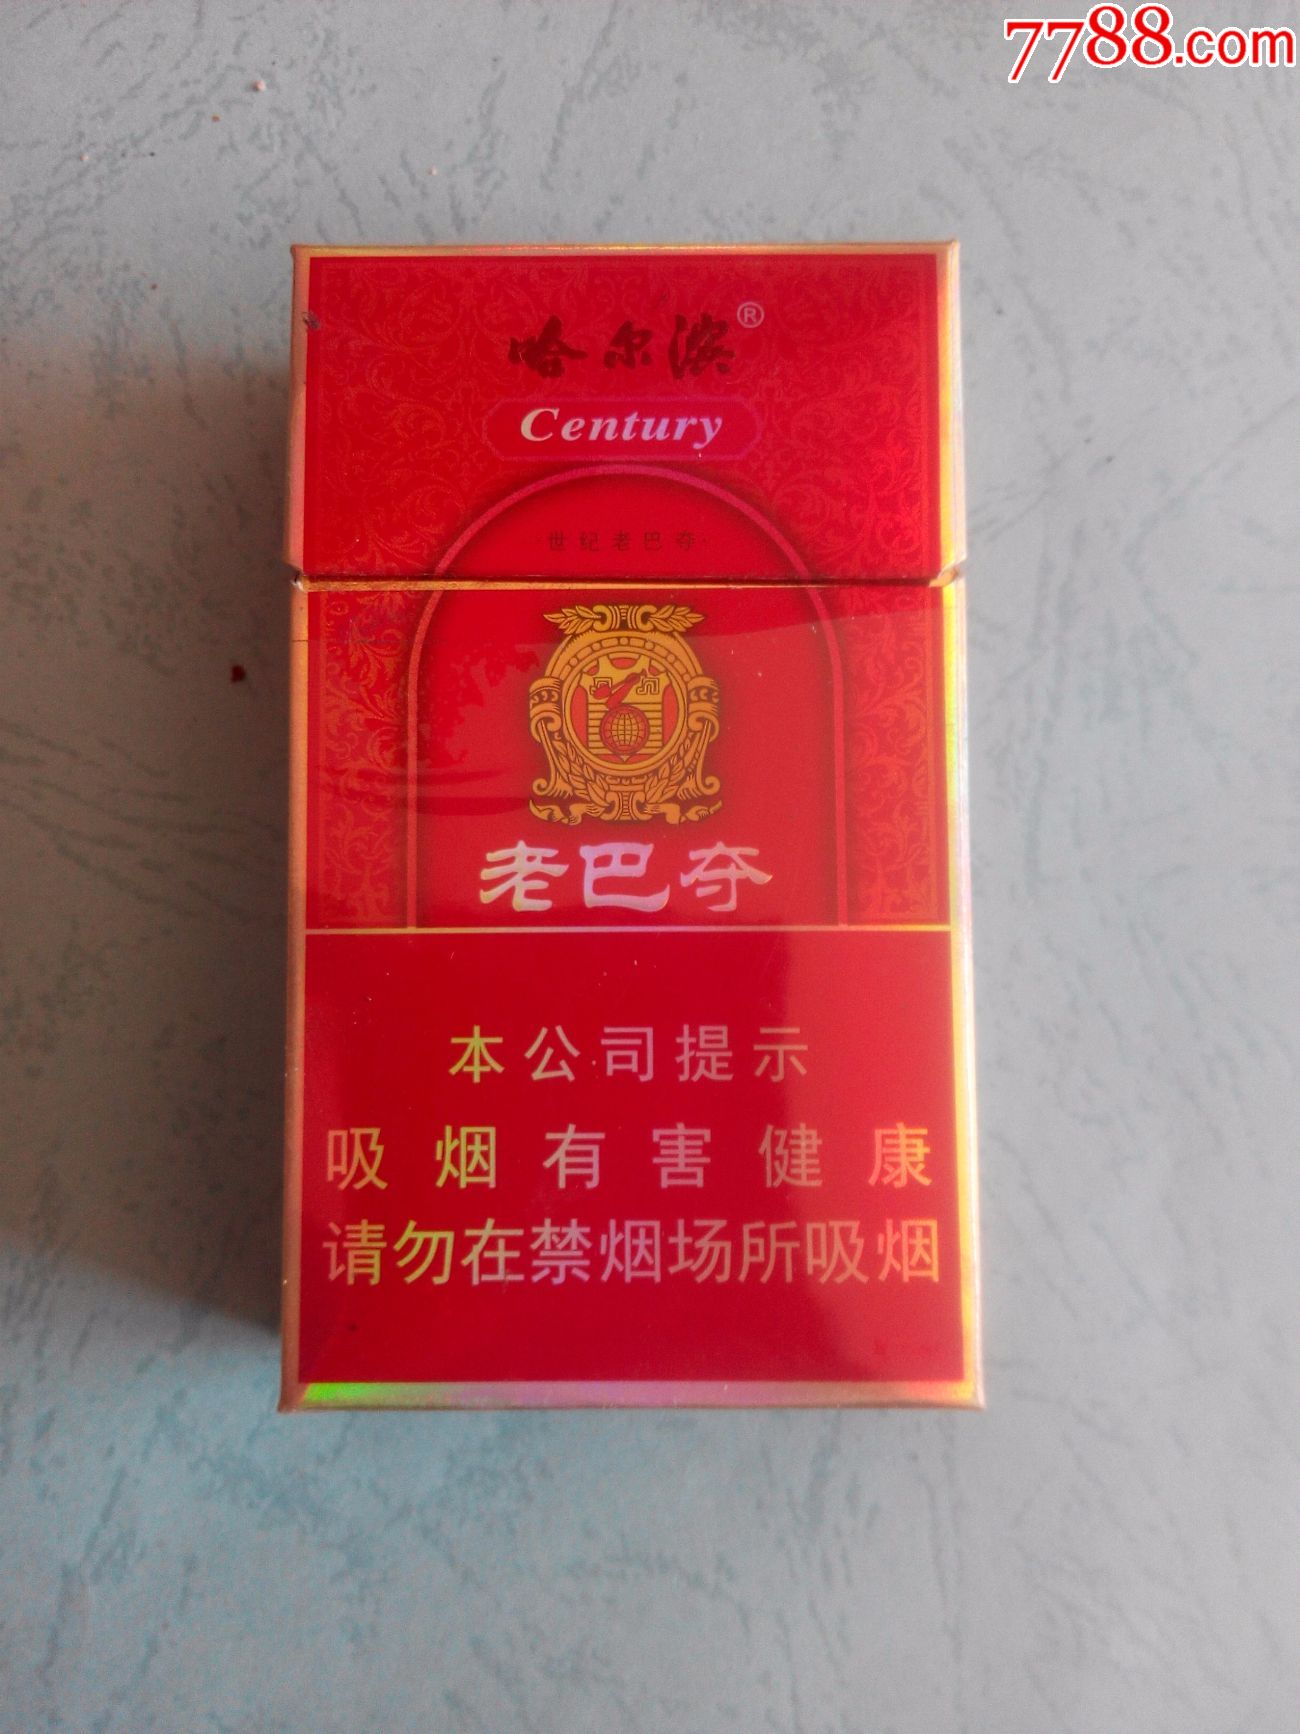 7788.com
哈尔滨®
Century
·世纪老巴夺·
老巴夺
本公司提示
吸烟有害健康
请勿在禁烟场所吸烟